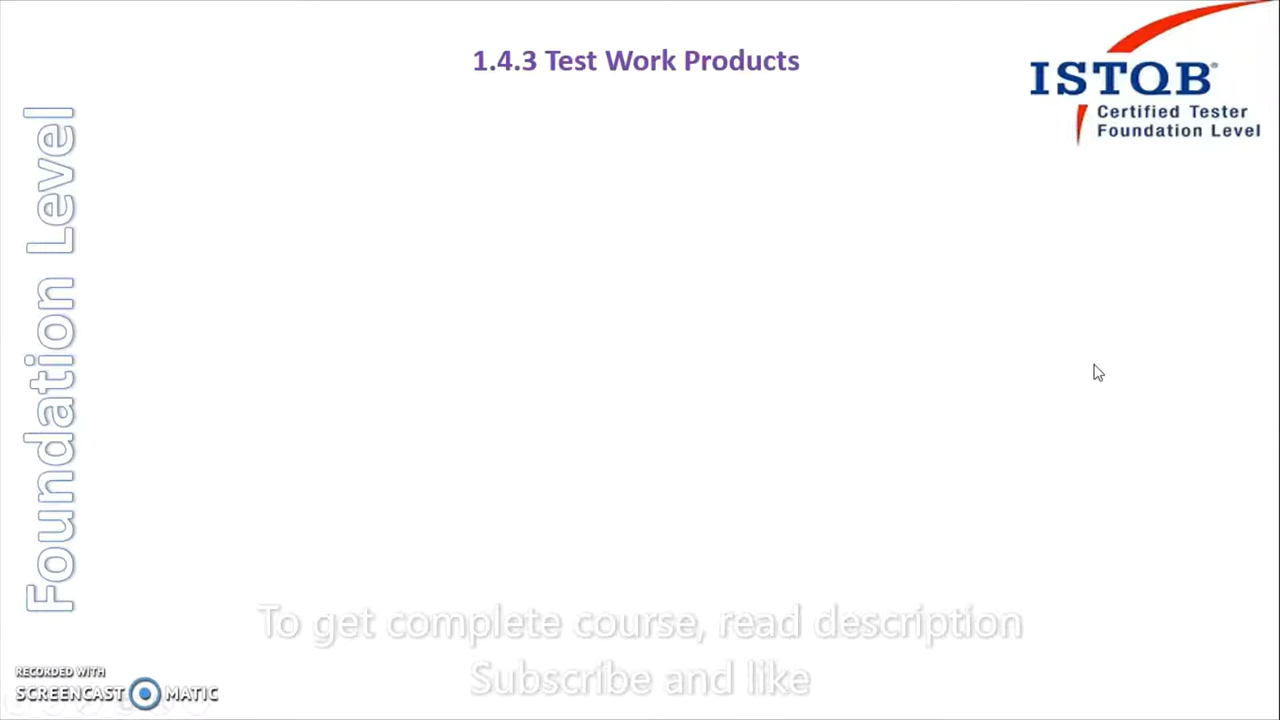 1.4.3 Test Work Products
ISTQB®
Certified Tester
Foundation Level
Foundation Level
To get complete course, read description
Subscribe and like
RECORDED WITH
SCREENCAST MATIC